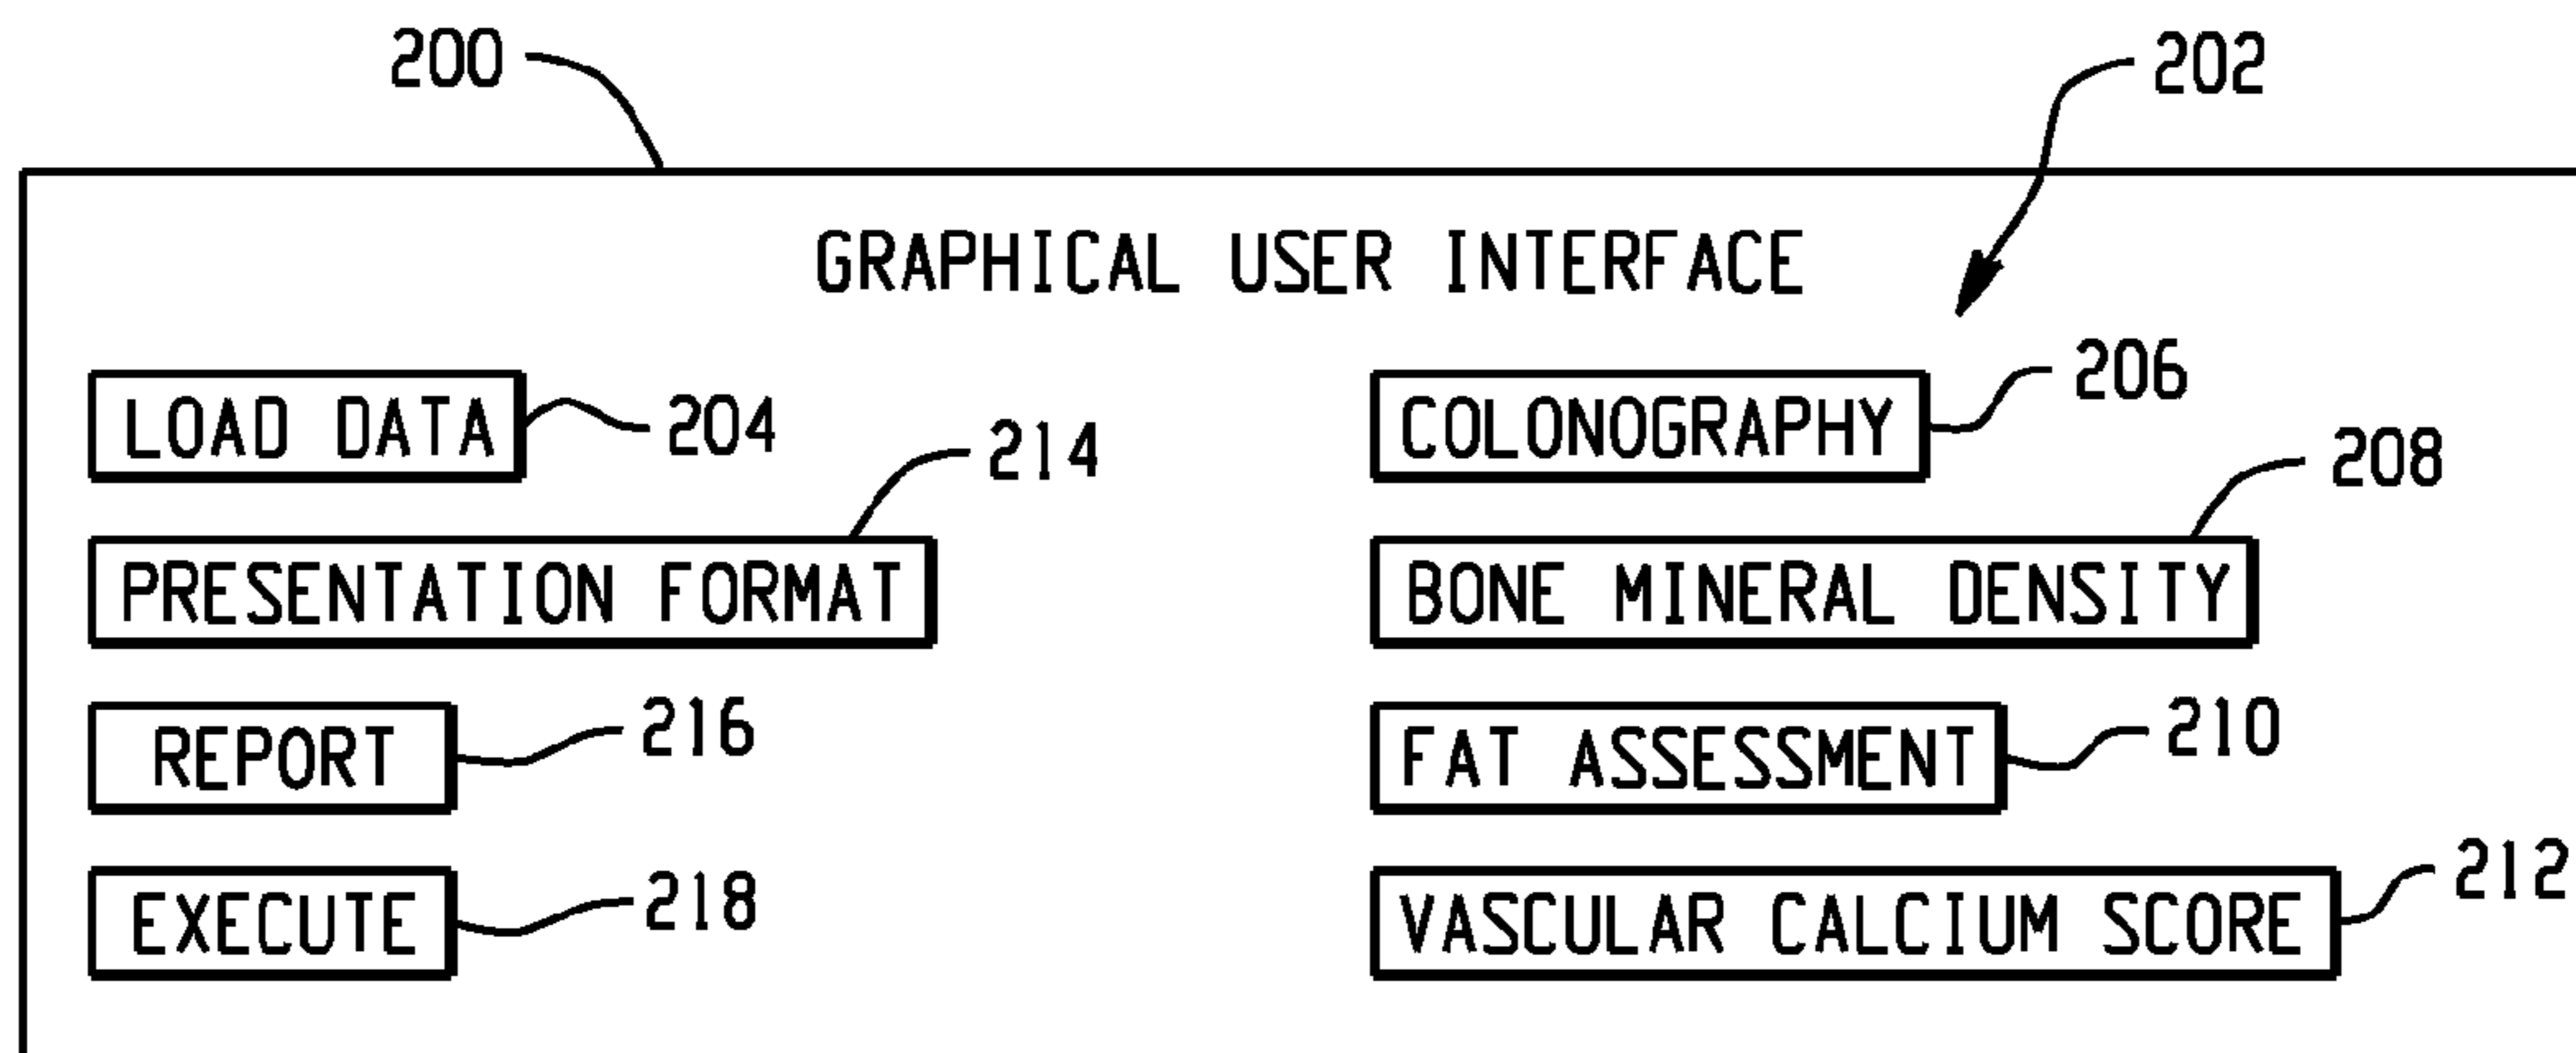 200
202
GRAPHICAL USER INTERFACE
LOAD DATA 204
COLONOGRAPHY 206
PRESENTATION FORMAT 214
BONE MINERAL DENSITY 208
REPORT 216
FAT ASSESSMENT 210
EXECUTE 218
VASCULAR CALCIUM SCORE 212